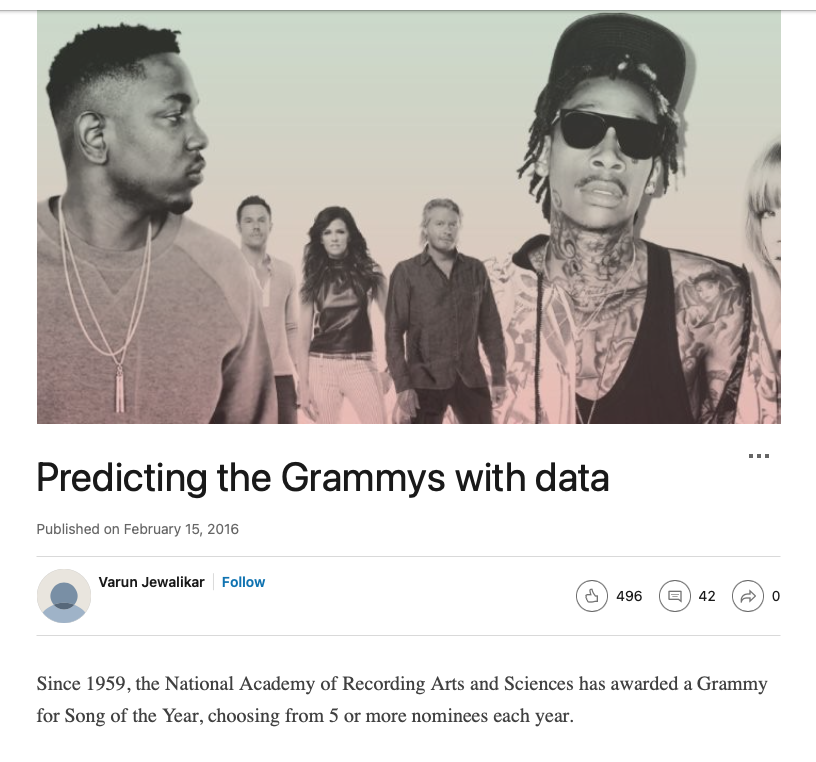 Predicting the Grammys with data
Published on February 15, 2016
Varun Jewalikar
Follow
496
42
0
Since 1959, the National Academy of Recording Arts and Sciences has awarded a Grammy
for Song of the Year, choosing from 5 or more nominees each year.